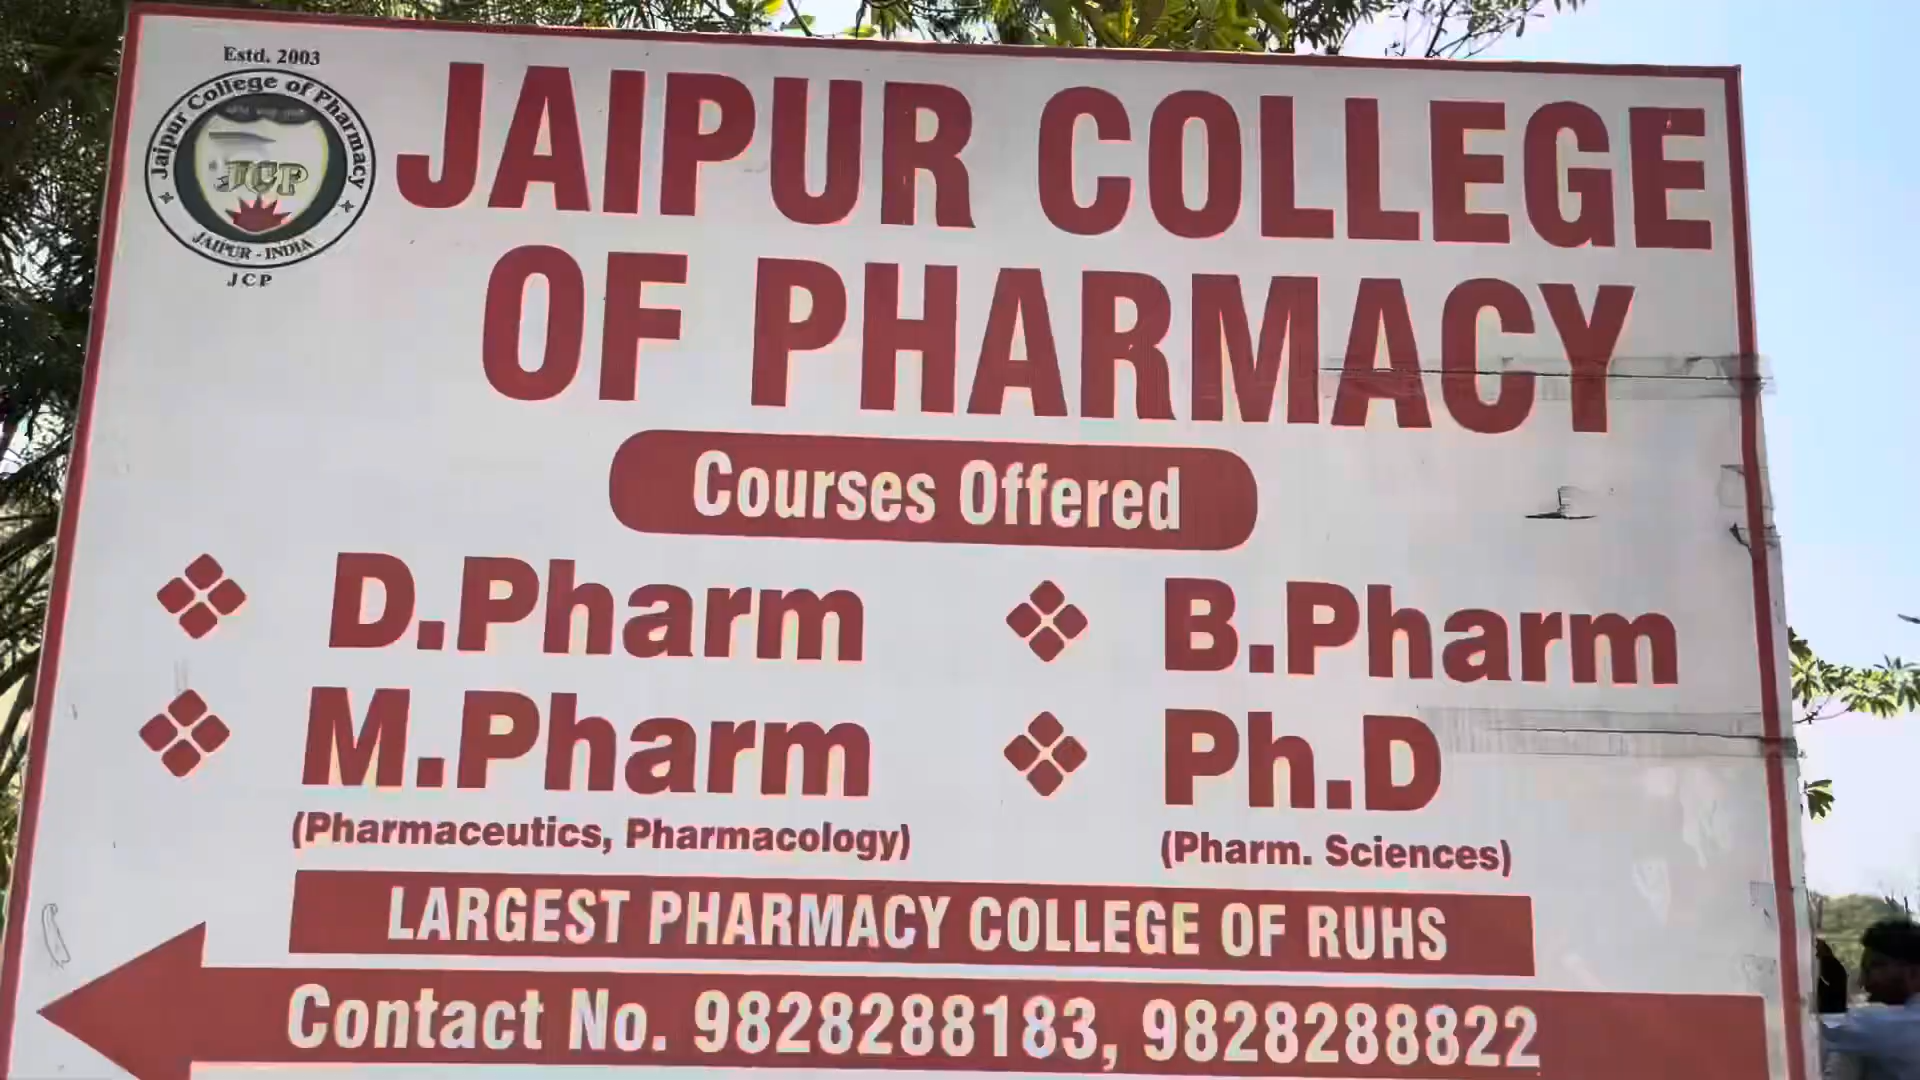 Estd. 2003
Jaipur College of Pharmacy
JCP
JAIPUR - INDIA
JCP
JAIPUR COLLEGE
OF PHARMACY
Courses Offered
D.Pharm
B.Pharm
M.Pharm
(Pharmaceutics, Pharmacology)
Ph.D
(Pharm. Sciences)
LARGEST PHARMACY COLLEGE OF RUHS
Contact No. 9828288183, 9828288822